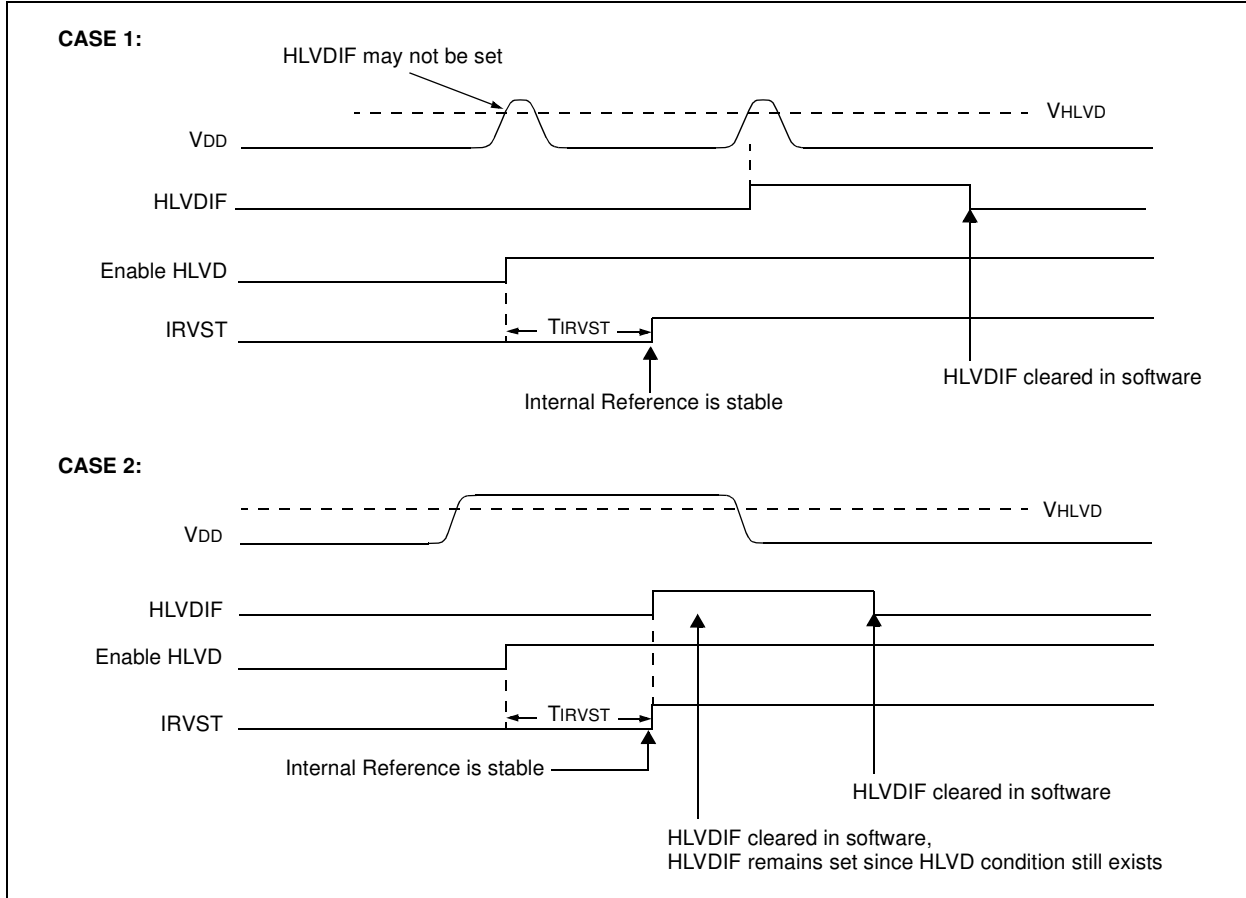 CASE 1:
HLVDIF may not be set
VHLVD
VDD
HLVDIF
Enable HLVD
TIRVST
IRVST
HLVDIF cleared in software
Internal Reference is stable
CASE 2:
VHLVD
VDD
HLVDIF
Enable HLVD
TIRVST
IRVST
Internal Reference is stable
HLVDIF cleared in software
HLVDIF cleared in software,
HLVDIF remains set since HLVD condition still exists